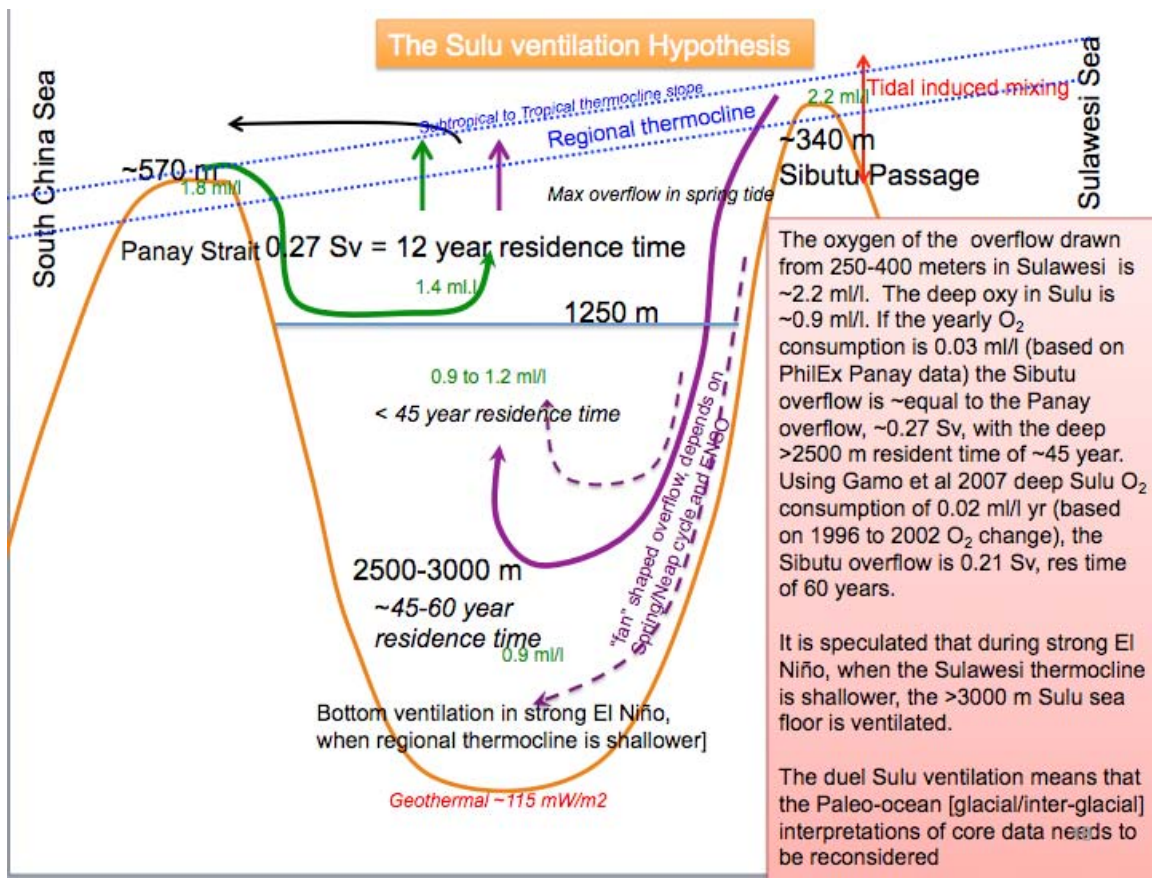 The Sulu ventilation Hypothesis
South China Sea
Sulawesi Sea
Subtropical to Tropical thermocline slope
Regional thermocline
2.2 ml/l
Tidal induced mixing
~570 m
1.8 ml/l
~340 m
Sibutu Passage
Max overflow in spring tide
Panay Strait
0.27 Sv = 12 year residence time
1.4 ml.l
1250 m
0.9 to 1.2 ml/l
< 45 year residence time
"fan" shaped overflow, depends on
Spring/Neap cycle and ENSO
2500-3000 m
~45-60 year
residence time
0.9 ml/l
Bottom ventilation in strong El Niño,
when regional thermocline is shallower]
Geothermal ~115 mW/m2
The oxygen of the overflow drawn
from 250-400 meters in Sulawesi is
~2.2 ml/l. The deep oxy in Sulu is
~0.9 ml/l. If the yearly O2
consumption is 0.03 ml/l (based on
PhilEx Panay data) the Sibutu
overflow is ~equal to the Panay
overflow, ~0.27 Sv, with the deep
>2500 m resident time of ~45 year.
Using Gamo et al 2007 deep Sulu O2
consumption of 0.02 ml/l yr (based
on 1996 to 2002 O2 change), the
Sibutu overflow is 0.21 Sv, res time
of 60 years.
It is speculated that during strong El
Niño, when the Sulawesi thermocline
is shallower, the >3000 m Sulu sea
floor is ventilated.
The duel Sulu ventilation means that
the Paleo-ocean [glacial/inter-glacial]
interpretations of core data needs to
be reconsidered